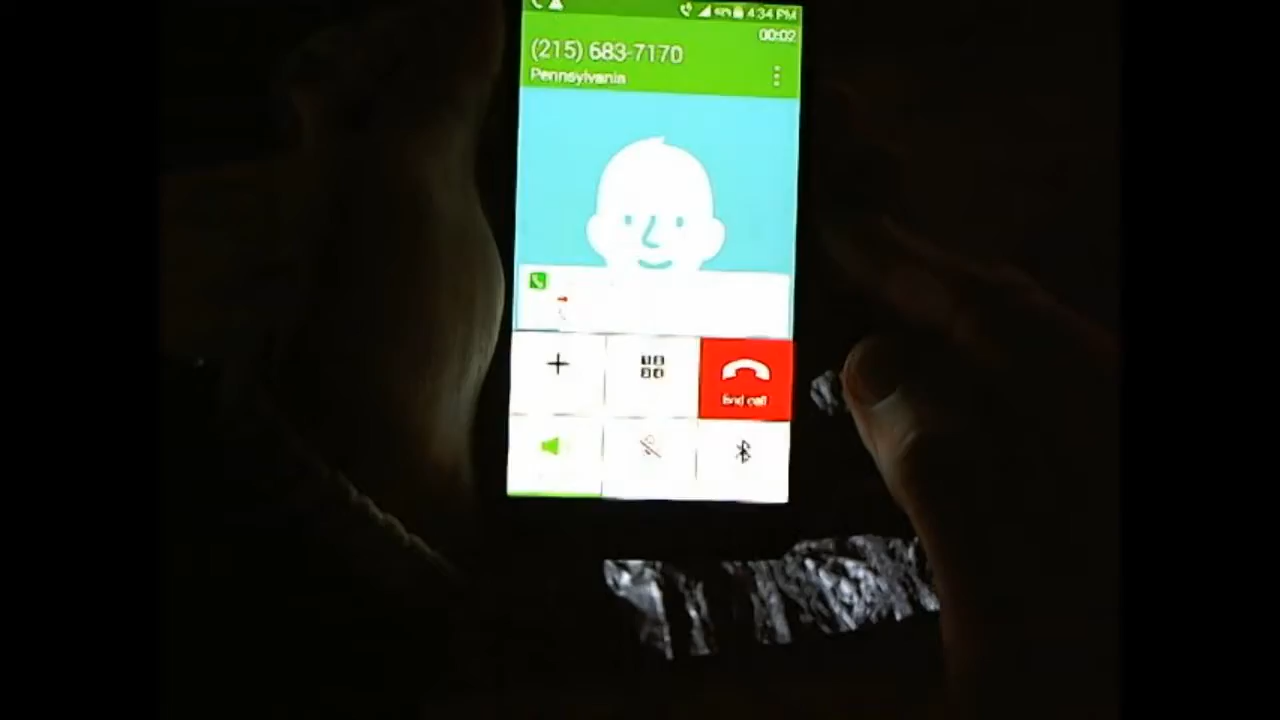 4:34 PM
00:02
(215) 683-7170
Pennsylvania
End call